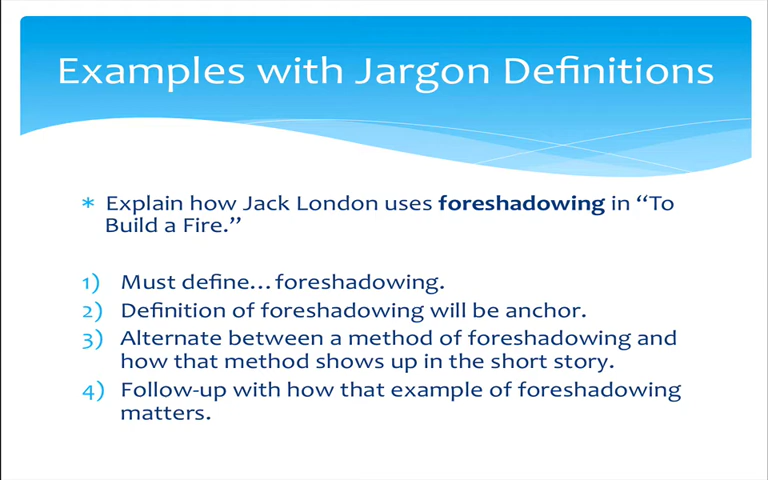 Examples with Jargon Definitions
* Explain how Jack London uses foreshadowing in “To
Build a Fire.”
1) Must define…foreshadowing.
2) Definition of foreshadowing will be anchor.
3) Alternate between a method of foreshadowing and
how that method shows up in the short story.
4) Follow-up with how that example of foreshadowing
matters.